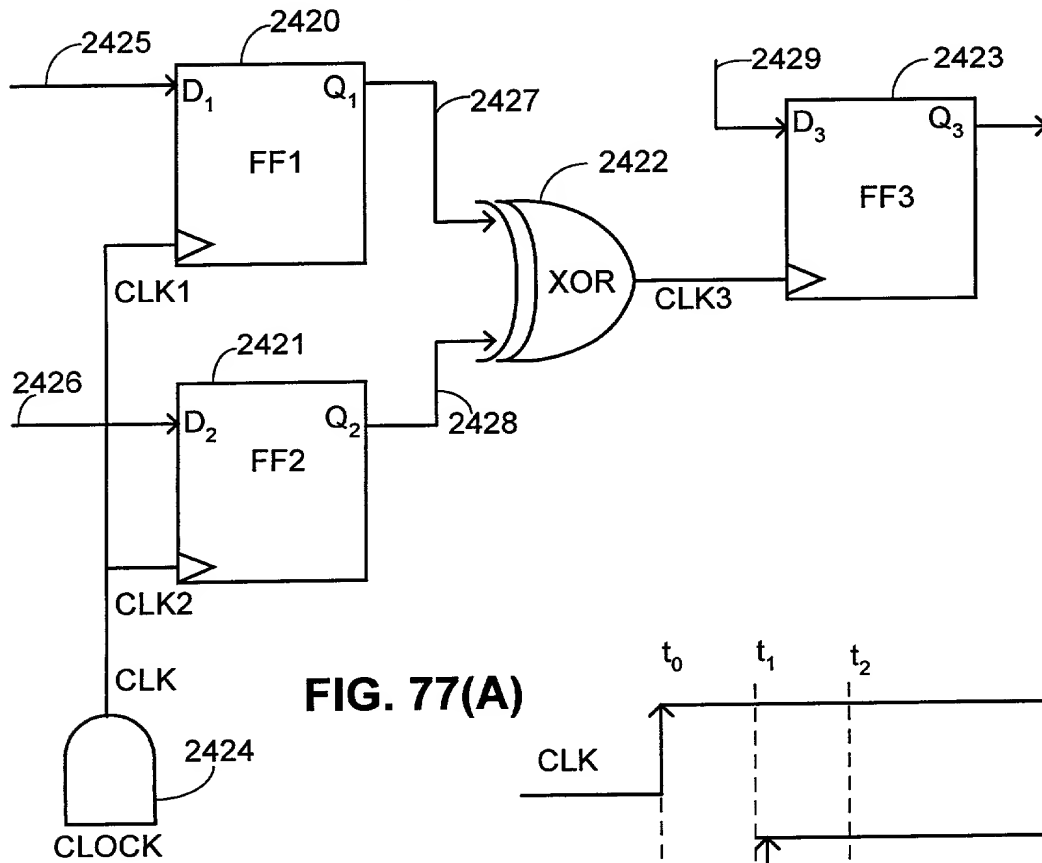 2425
2420
D1
Q1
FF1
2427
CLK1
2422
XOR
CLK3
2429
2423
D3
Q3
FF3
2426
2421
D2
Q2
FF2
2428
CLK2
CLK
2424
CLOCK
FIG. 77(A)
t0
t1
t2
CLK